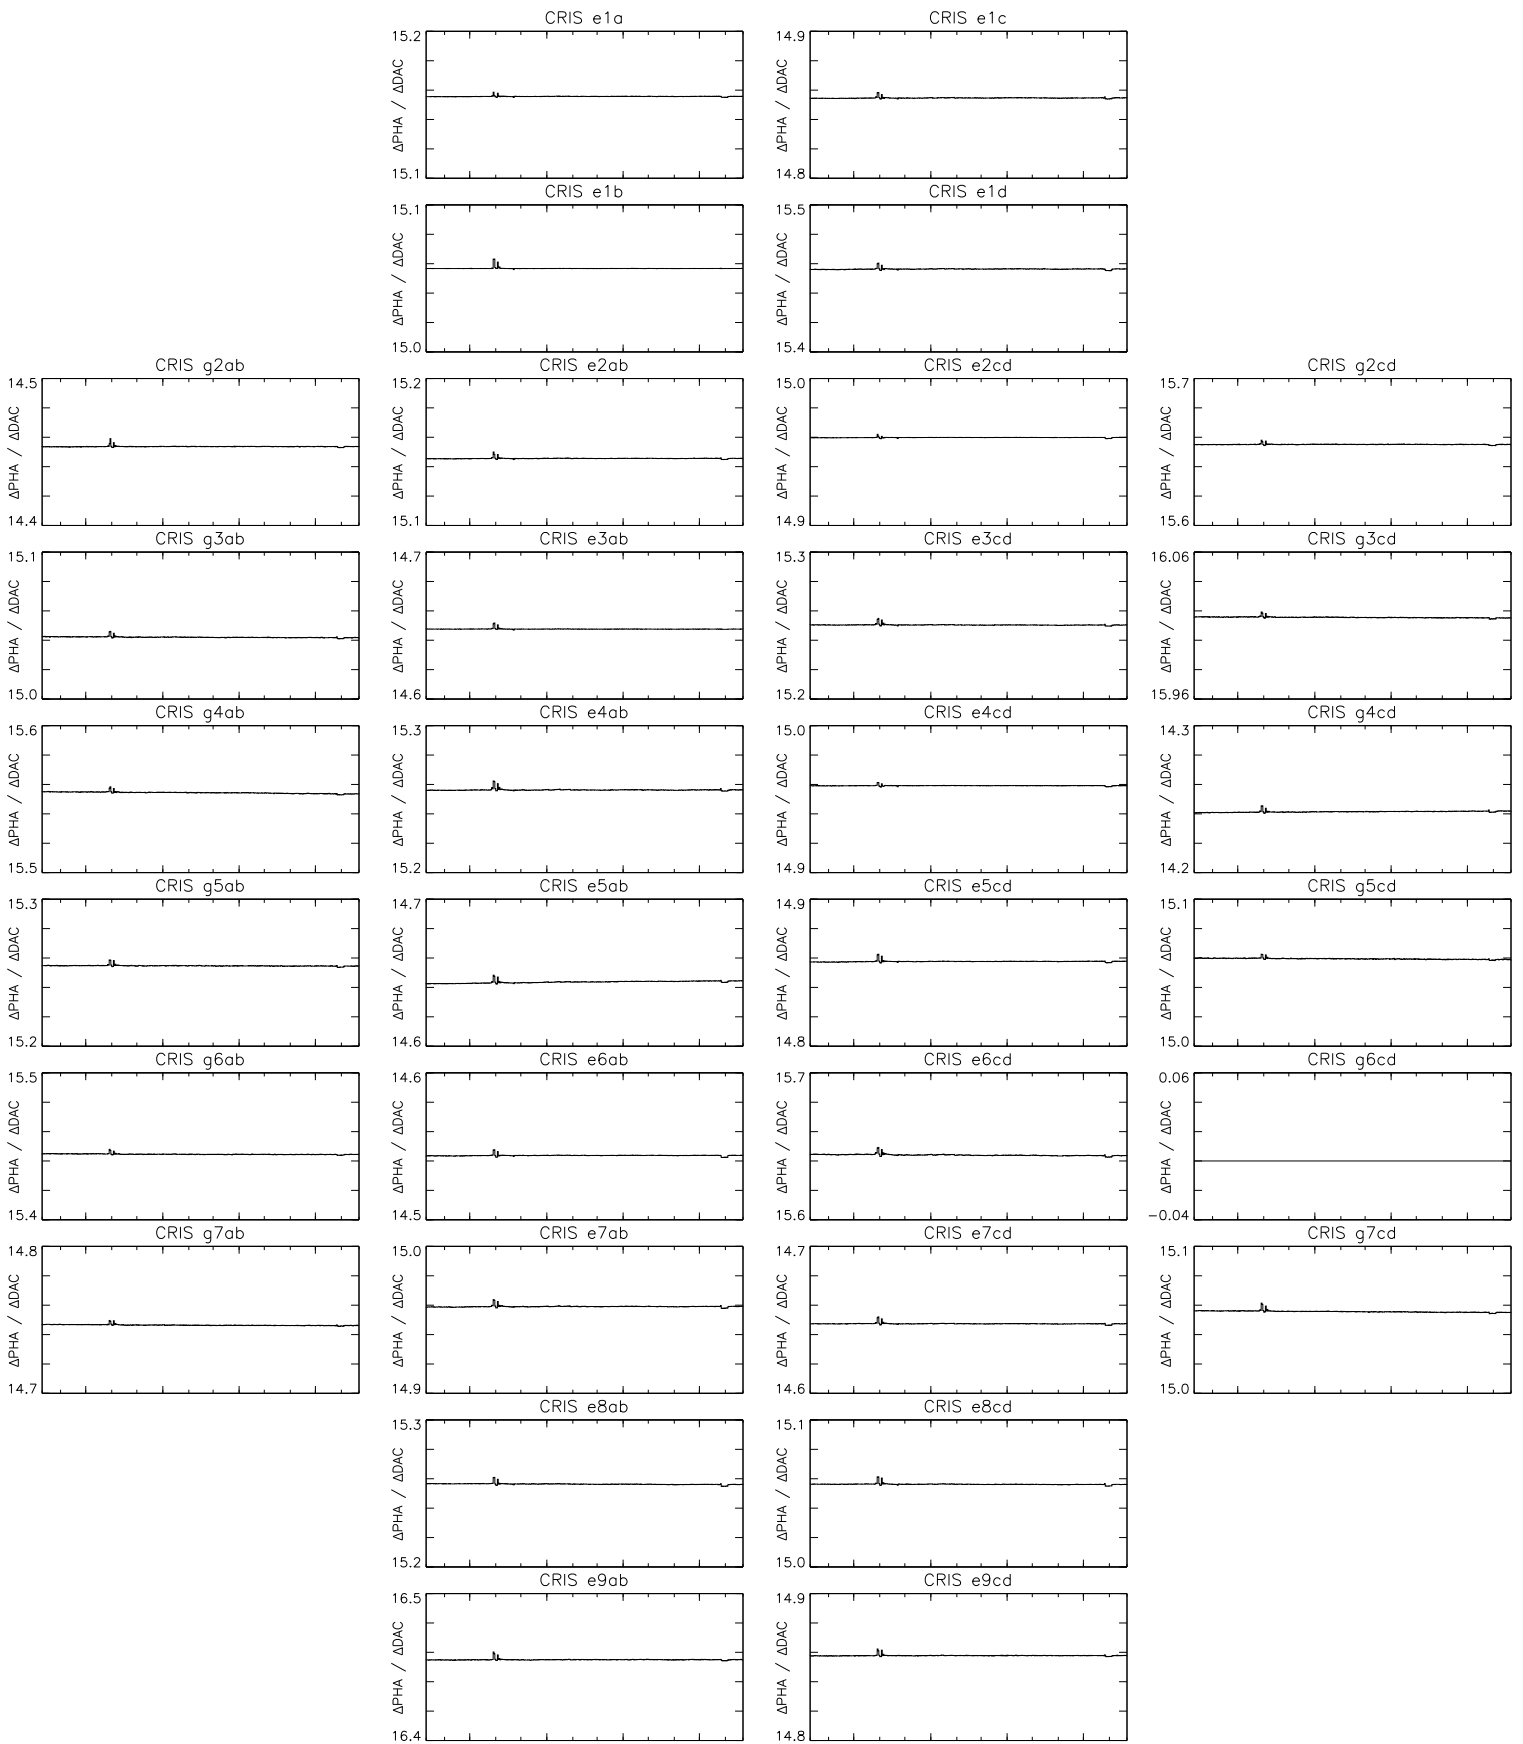 CRIS e1a
15.2
ΔPHA / ΔDAC
15.1
CRIS e1c
14.9
ΔPHA / ΔDAC
14.8
CRIS e1b
15.1
ΔPHA / ΔDAC
15.0
CRIS e1d
15.5
ΔPHA / ΔDAC
15.4
CRIS g2ab
14.5
ΔPHA / ΔDAC
14.4
CRIS e2ab
15.2
ΔPHA / ΔDAC
15.1
CRIS e2cd
15.0
ΔPHA / ΔDAC
14.9
CRIS g2cd
15.7
ΔPHA / ΔDAC
15.6
CRIS g3ab
15.1
ΔPHA / ΔDAC
15.0
CRIS e3ab
14.7
ΔPHA / ΔDAC
14.6
CRIS e3cd
15.3
ΔPHA / ΔDAC
15.2
CRIS g3cd
16.06
ΔPHA / ΔDAC
15.96
CRIS g4ab
15.6
ΔPHA / ΔDAC
15.5
CRIS e4ab
15.3
ΔPHA / ΔDAC
15.2
CRIS e4cd
15.0
ΔPHA / ΔDAC
14.9
CRIS g4cd
14.3
ΔPHA / ΔDAC
14.2
CRIS g5ab
15.3
ΔPHA / ΔDAC
15.2
CRIS e5ab
14.7
ΔPHA / ΔDAC
14.6
CRIS e5cd
14.9
ΔPHA / ΔDAC
14.8
CRIS g5cd
15.1
ΔPHA / ΔDAC
15.0
CRIS g6ab
15.5
ΔPHA / ΔDAC
15.4
CRIS e6ab
14.6
ΔPHA / ΔDAC
14.5
CRIS e6cd
15.7
ΔPHA / ΔDAC
15.6
CRIS g6cd
0.06
ΔPHA / ΔDAC
−0.04
CRIS g7ab
14.8
ΔPHA / ΔDAC
14.7
CRIS e7ab
15.0
ΔPHA / ΔDAC
14.9
CRIS e7cd
14.7
ΔPHA / ΔDAC
14.6
CRIS g7cd
15.1
ΔPHA / ΔDAC
15.0
CRIS e8ab
15.3
ΔPHA / ΔDAC
15.2
CRIS e8cd
15.1
ΔPHA / ΔDAC
15.0
CRIS e9ab
16.5
ΔPHA / ΔDAC
16.4
CRIS e9cd
14.9
ΔPHA / ΔDAC
14.8